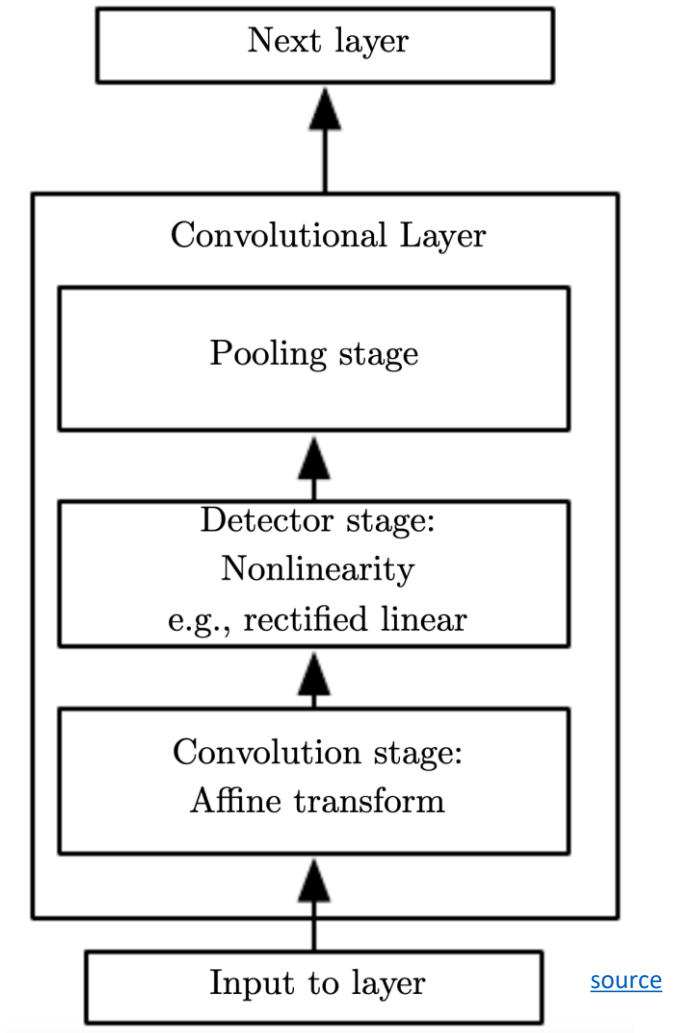 Next layer
Convolutional Layer
Pooling stage
Detector stage:
Nonlinearity
e.g., rectified linear
Convolution stage:
Affine transform
Input to layer
source